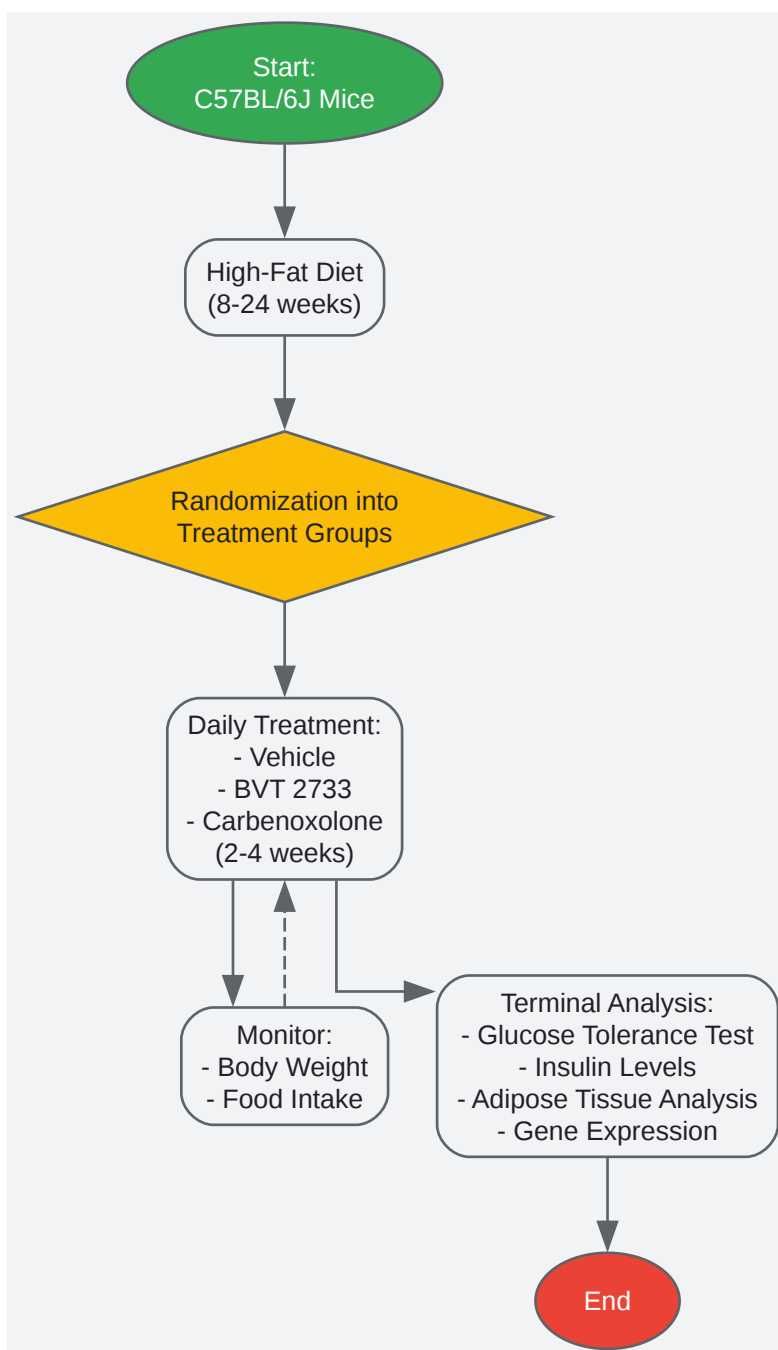 Start:
C57BL/6J Mice
High-Fat Diet
(8-24 weeks)
Randomization into
Treatment Groups
Daily Treatment:
- Vehicle
- BVT 2733
- Carbenoxolone
(2-4 weeks)
Monitor:
- Body Weight
- Food Intake
Terminal Analysis:
- Glucose Tolerance Test
- Insulin Levels
- Adipose Tissue Analysis
- Gene Expression
End